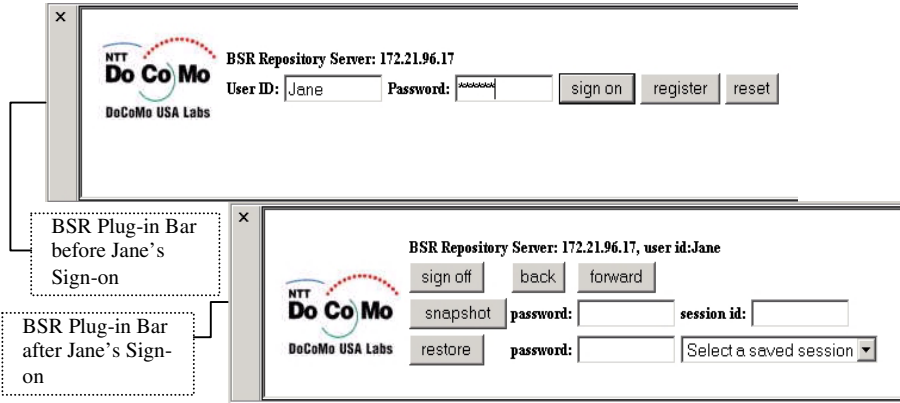 ×
BSR Repository Server: 172.21.96.17
NTT
Do Co Mo
DoCoMo USA Labs
User ID: Jane Password: ******* sign on register reset
BSR Plug-in Bar
before Jane's
Sign-on
×
BSR Repository Server: 172.21.96.17, user id:Jane
sign off back forward
NTT
Do Co Mo
DoCoMo USA Labs
snapshot password: session id:
restore password: Select a saved session
BSR Plug-in Bar
after Jane's Sign-
on